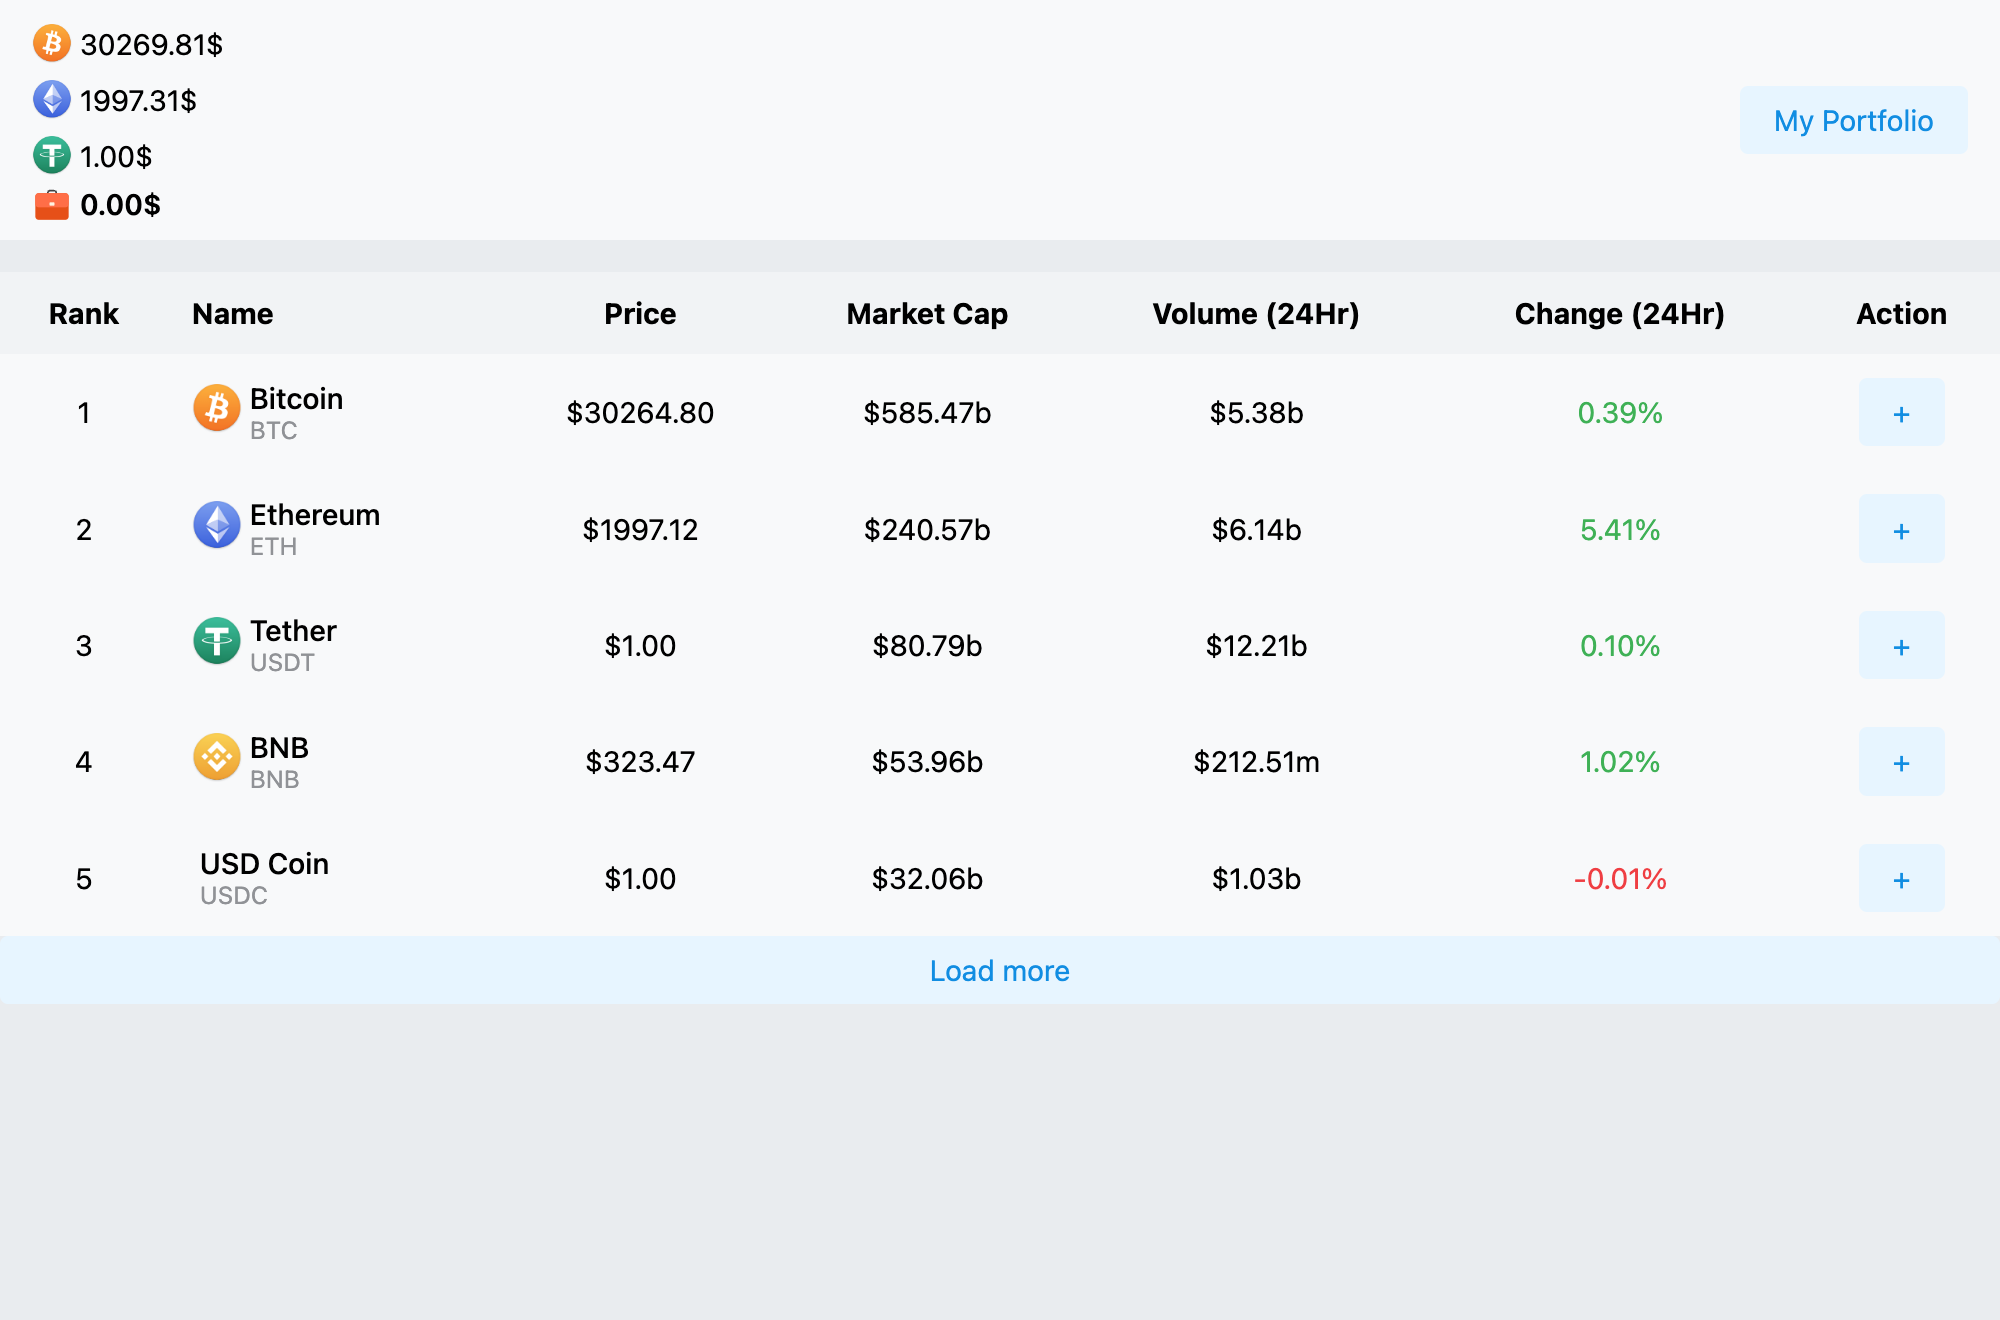 30269.81$
1997.31$
1.00$
0.00$
My Portfolio
Rank Name Price Market Cap Volume (24Hr) Change (24Hr) Action
1 Bitcoin BTC $30264.80 $585.47b $5.38b 0.39% +
2 Ethereum ETH $1997.12 $240.57b $6.14b 5.41% +
3 Tether USDT $1.00 $80.79b $12.21b 0.10% +
4 BNB BNB $323.47 $53.96b $212.51m 1.02% +
5 USD Coin USDC $1.00 $32.06b $1.03b -0.01% +
Load more